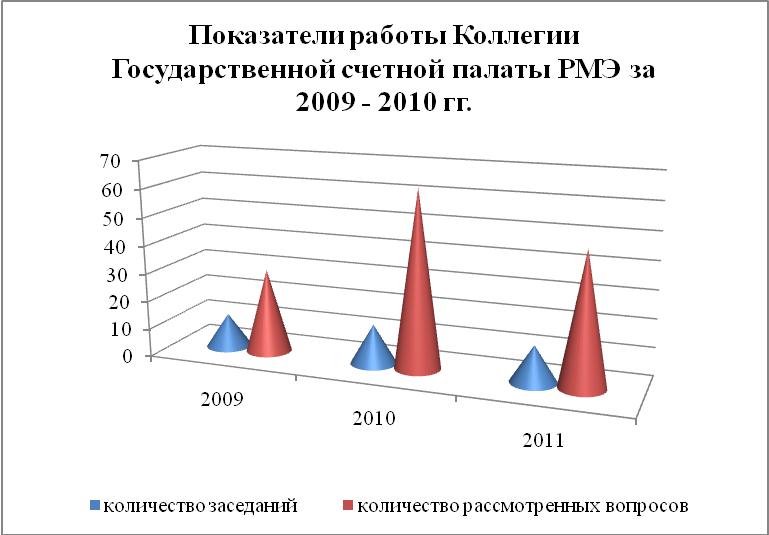 Показатели работы Коллегии
Государственной счетной палаты РМЭ за
2009 - 2010 гг.
70
60
50
40
30
20
10
0
2009
2010
2011
количество заседаний
количество рассмотренных вопросов